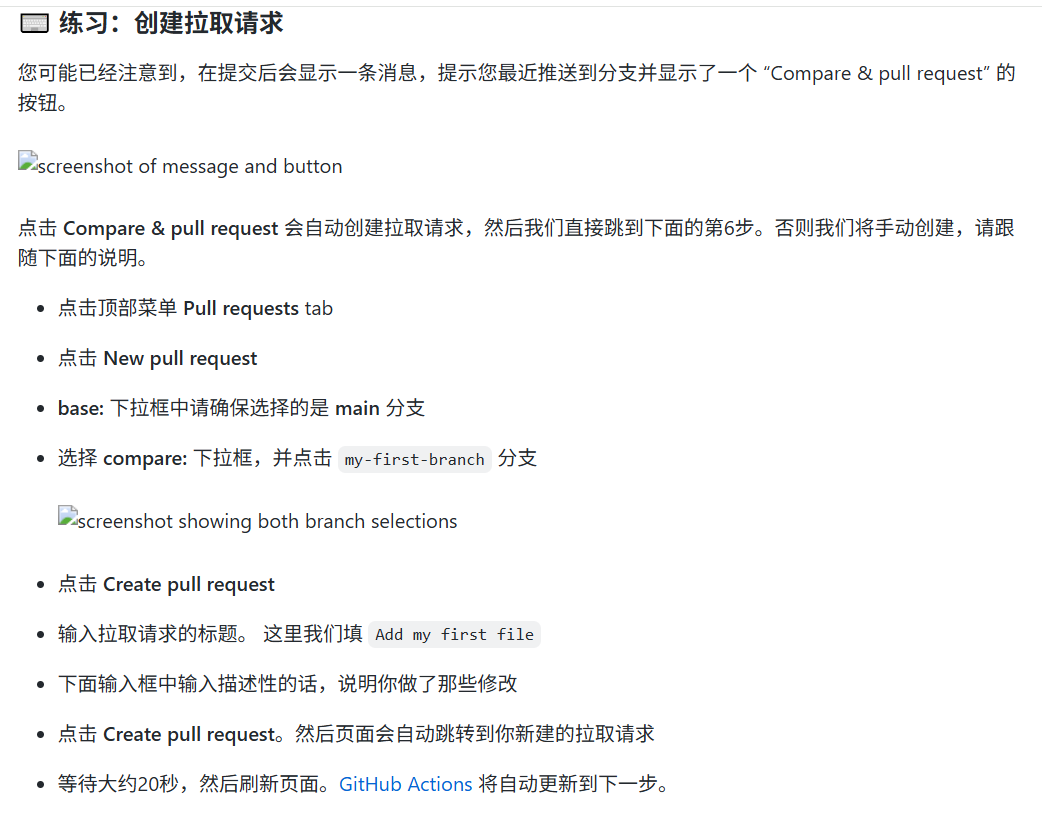 练习：创建拉取请求
您可能已经注意到，在提交后会显示一条消息，提示您最近推送到分支并显示了一个 “Compare & pull request” 的
按钮。
screenshot of message and button
点击 Compare & pull request 会自动创建拉取请求，然后我们直接跳到下面的第6步。否则我们将手动创建，请跟
随下面的说明。
点击顶部菜单 Pull requests tab
点击 New pull request
base: 下拉框中请确保选择的是 main 分支
选择 compare: 下拉框，并点击 my-first-branch 分支
screenshot showing both branch selections
点击 Create pull request
输入拉取请求的标题。 这里我们填 Add my first file
下面输入框中输入描述性的话，说明你做了那些修改
点击 Create pull request。然后页面会自动跳转到你新建的拉取请求
等待大约20秒，然后刷新页面。GitHub Actions 将自动更新到下一步。